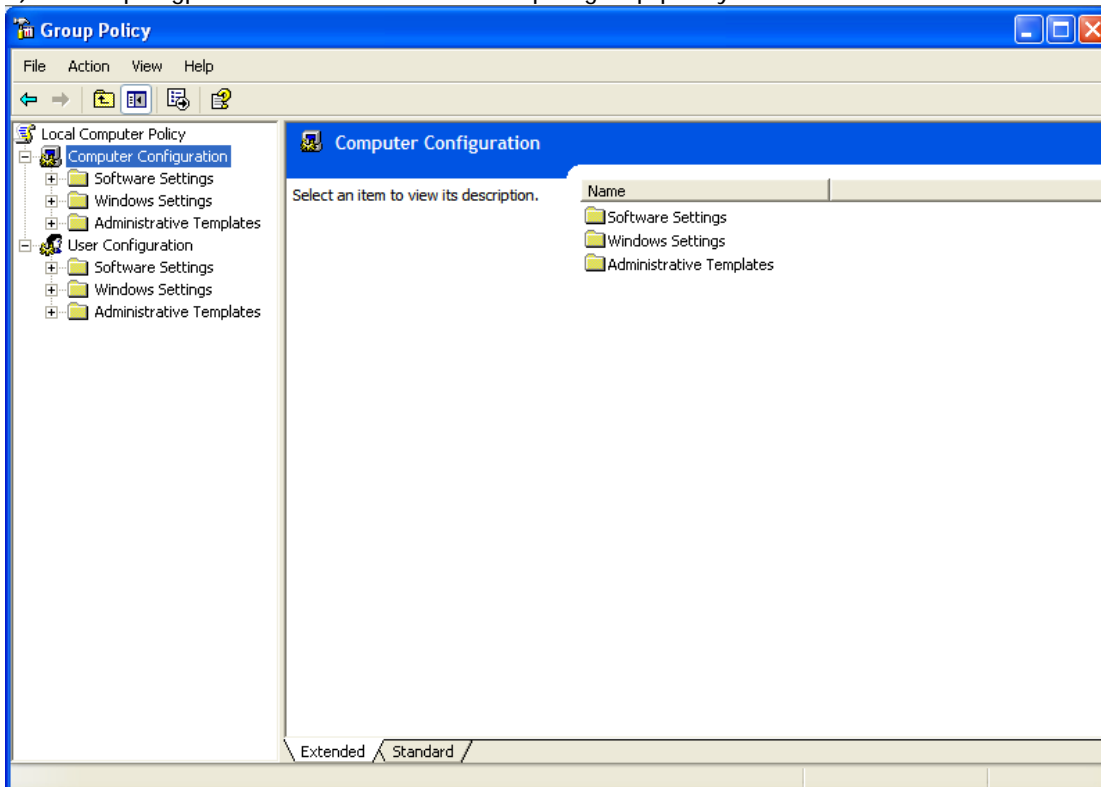 Group Policy
File Action View Help
Local Computer Policy
Computer Configuration
Software Settings
Windows Settings
Administrative Templates
User Configuration
Software Settings
Windows Settings
Administrative Templates
Computer Configuration
Select an item to view its description.
Name
Software Settings
Windows Settings
Administrative Templates
Extended Standard